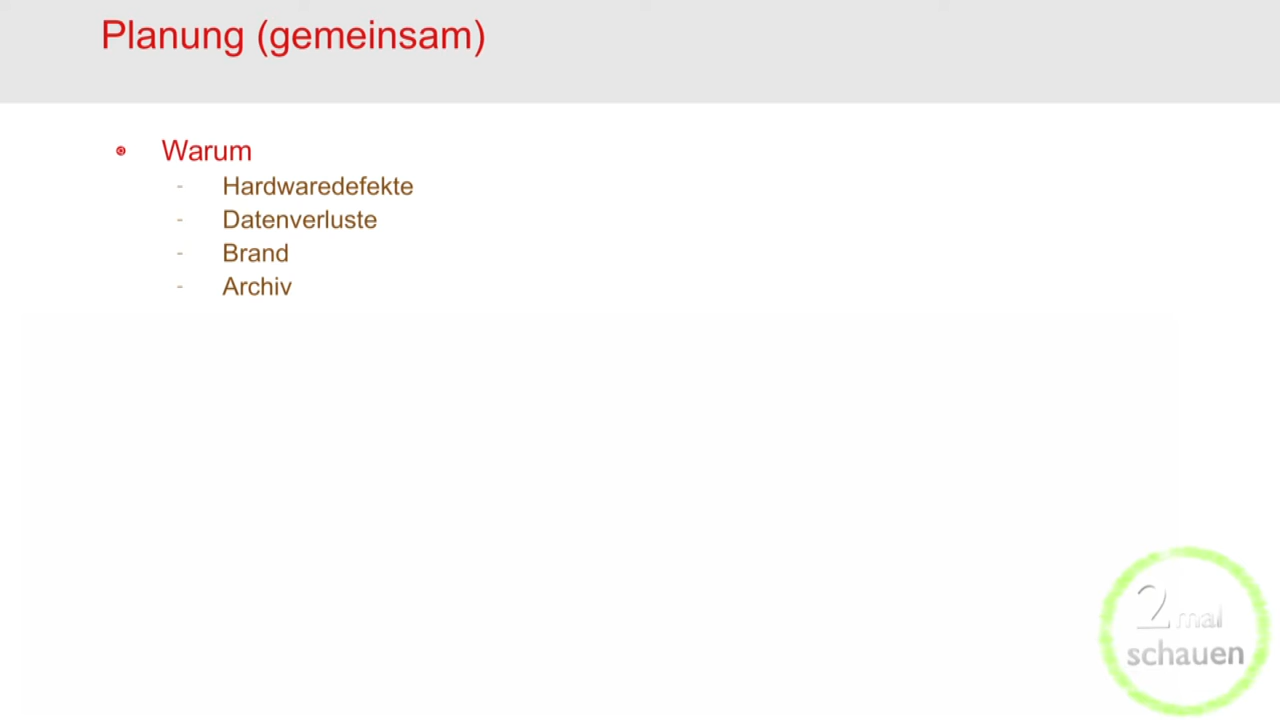 Planung (gemeinsam)
Warum
- Hardwaredefekte
- Datenverluste
- Brand
- Archiv
2 mal
schauen